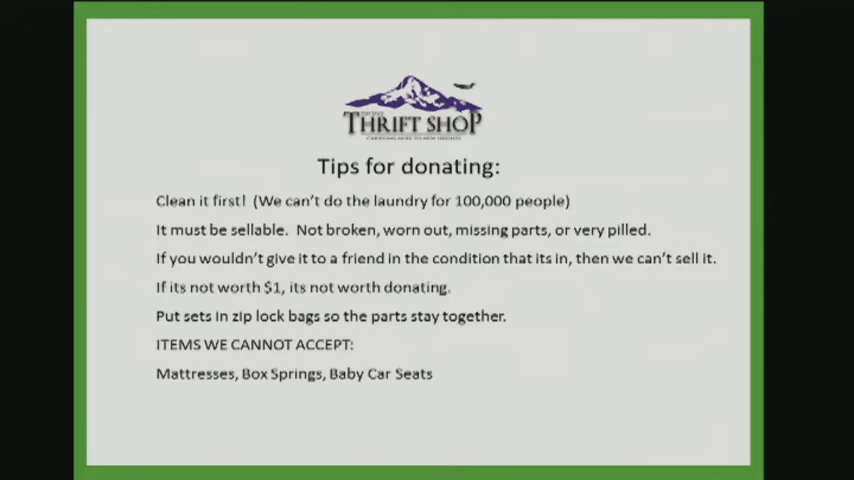 THRIFT SHOP
Tips for donating:
Clean it first! (We can't do the laundry for 100,000 people)
It must be sellable. Not broken, worn out, missing parts, or very pilled.
If you wouldn't give it to a friend in the condition that its in, then we can't sell it.
If its not worth $1, its not worth donating.
Put sets in zip lock bags so the parts stay together.
ITEMS WE CANNOT ACCEPT:
Mattresses, Box Springs, Baby Car Seats